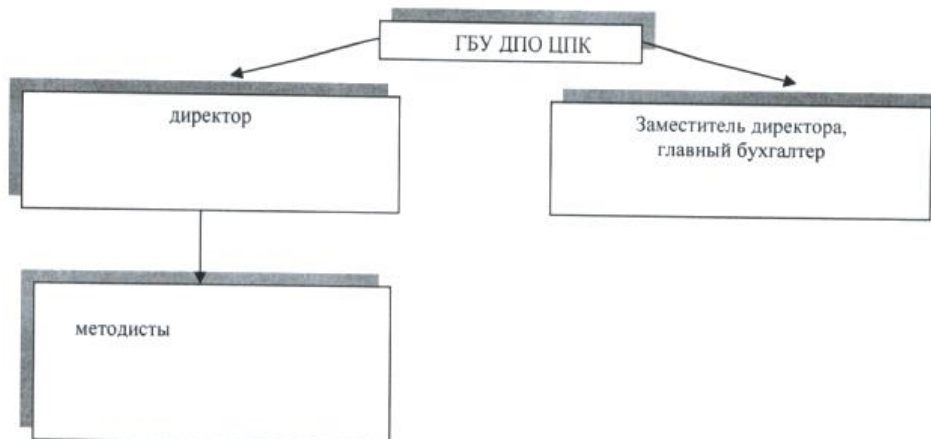 ГБУ ДПО ЦПК
директор
Заместитель директора,
главный бухгалтер
методисты